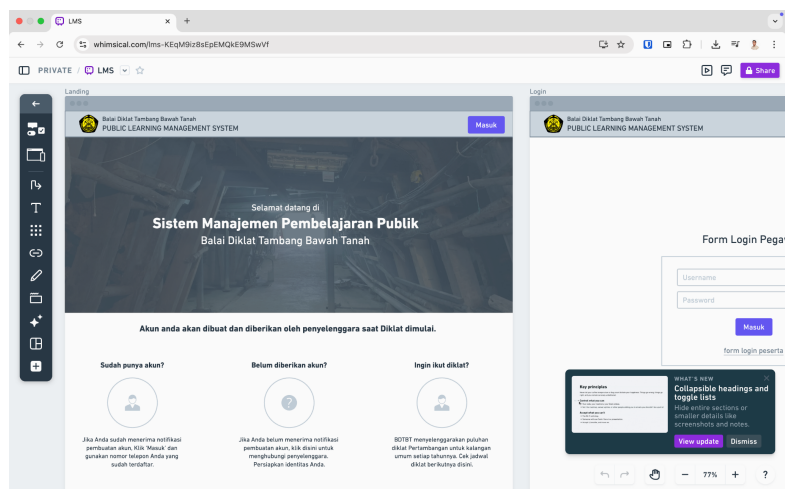 LMS
whimsical.com/lms-KEqM9iz8sEpEMQkE9MSwVf
PRIVATE / LMS
Share
Landing
Balai Diklat Tambang Bawah Tanah
PUBLIC LEARNING MANAGEMENT SYSTEM
Masuk
Selamat datang di
Sistem Manajemen Pembelajaran Publik
Balai Diklat Tambang Bawah Tanah
Akun anda akan dibuat dan diberikan oleh penyelenggara saat Diklat dimulai.
Sudah punya akun?
Jika Anda sudah menerima notifikasi
pembuatan akun, Klik 'Masuk' dan
gunakan nomor telepon Anda yang
sudah terdaftar.
Belum diberikan akun?
?
Jika Anda belum menerima notifikasi
pembuatan akun, klik disini untuk
menghubungi penyelenggara.
Persiapkan identitas Anda.
Ingin ikut diklat?
BDTBT menyelenggarakan puluhan
diklat Pertambangan untuk kalangan
umum setiap tahunnya. Cek jadwal
diklat berikutnya disini.
Login
Balai Diklat Tambang Bawah Tanah
PUBLIC LEARNING MANAGEMENT SYSTEM
Form Login Pega
Username
Password
Masuk
form login peserta
Key principles
WHAT'S NEW
Collapsible headings and
toggle lists
Hide entire sections or
smaller details like
screenshots and notes.
View update
Dismiss
77%
?